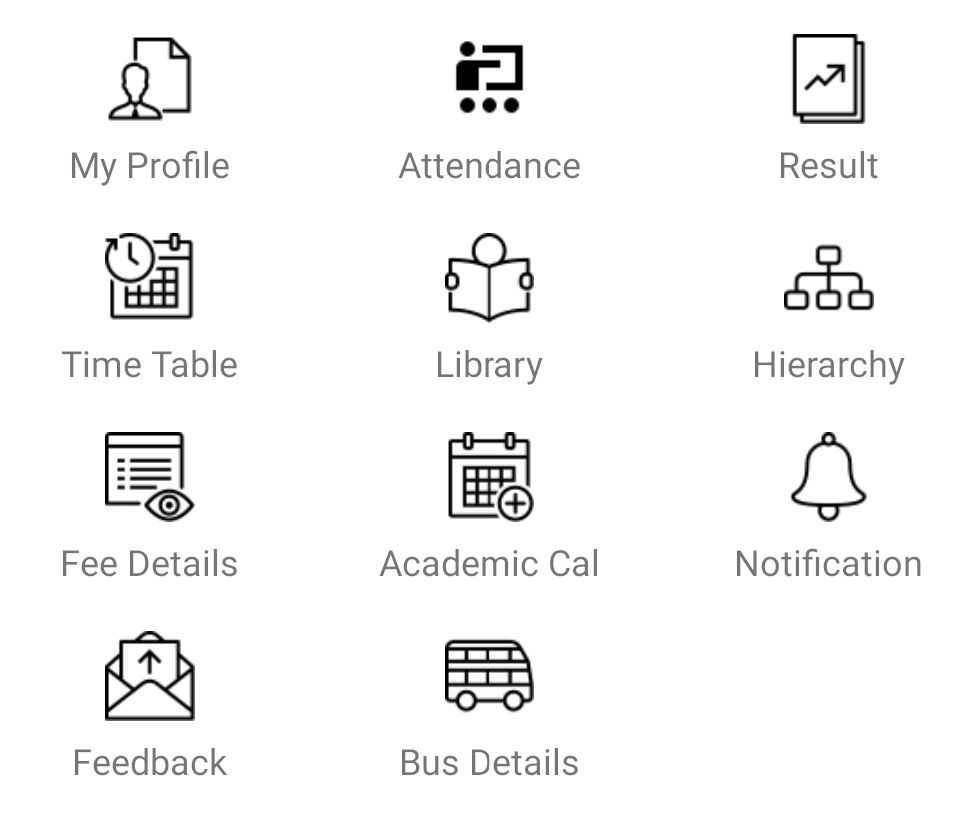 My Profile
Attendance
Result
Time Table
Library
Hierarchy
Fee Details
Academic Cal
Notification
Feedback
Bus Details